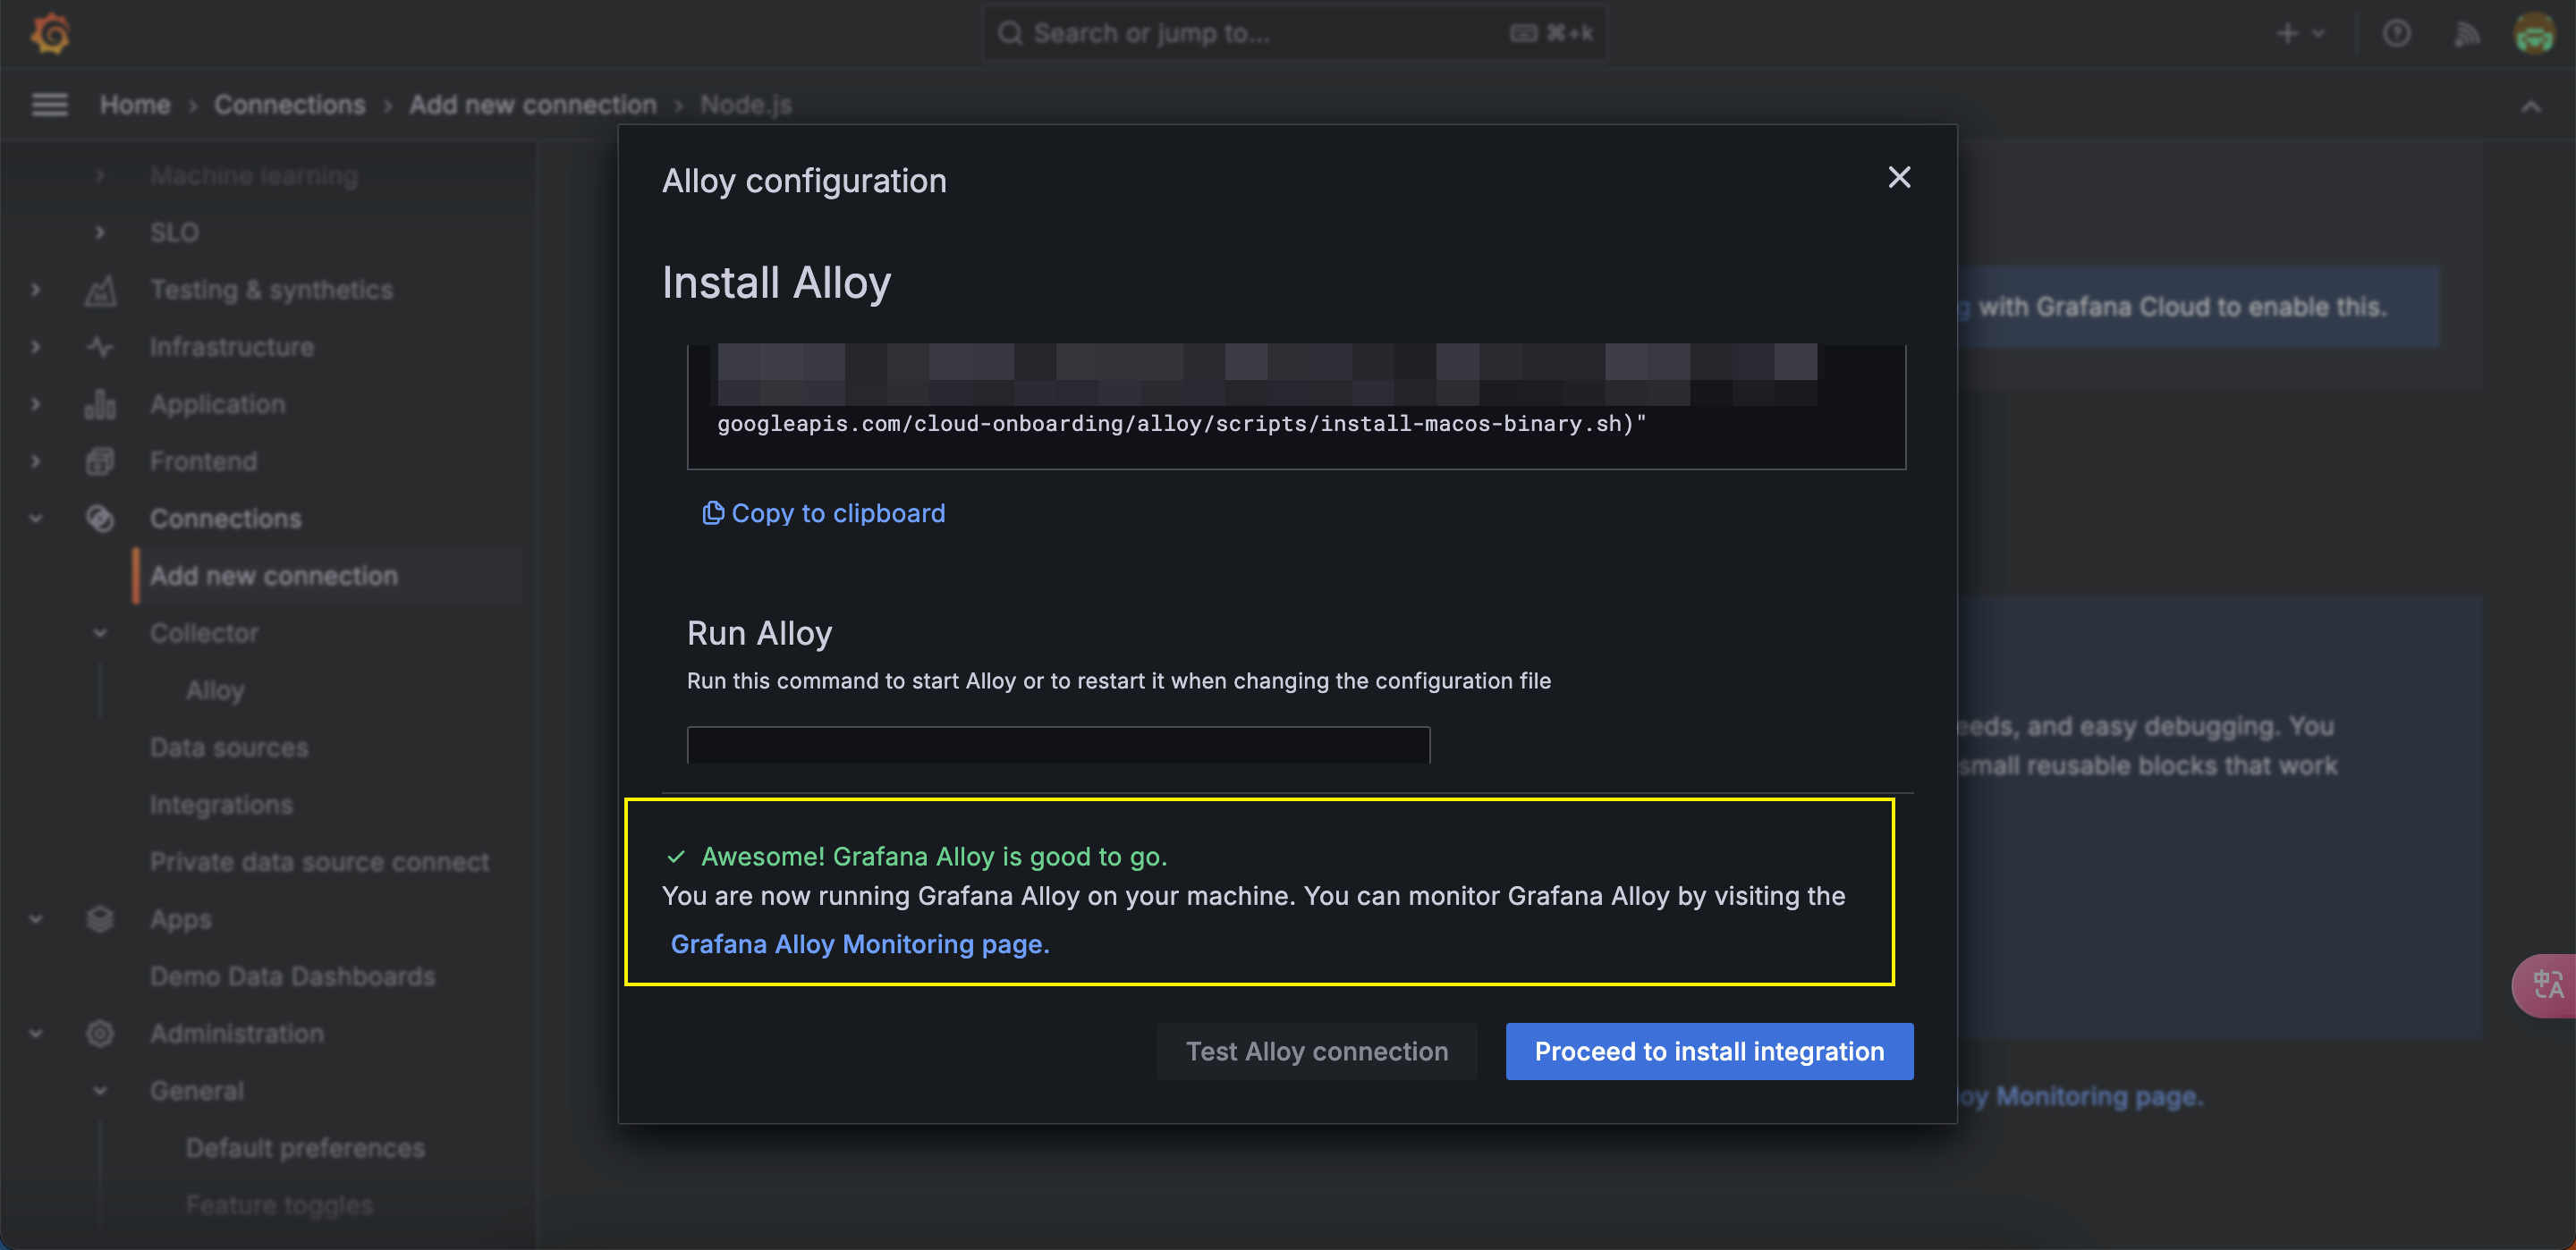 Search or jump to...
⌘+k
Home › Connections › Add new connection › Node.js
Machine learning
SLO
Testing & synthetics
Infrastructure
Application
Frontend
Connections
Add new connection
Collector
Alloy
Data sources
Integrations
Private data source connect
Apps
Demo Data Dashboards
Administration
General
Default preferences
Feature toggles
Alloy configuration
Install Alloy
googleapis.com/cloud-onboarding/alloy/scripts/install-macos-binary.sh)"
Copy to clipboard
Run Alloy
Run this command to start Alloy or to restart it when changing the configuration file
Awesome! Grafana Alloy is good to go.
You are now running Grafana Alloy on your machine. You can monitor Grafana Alloy by visiting the
Grafana Alloy Monitoring page.
Test Alloy connection
Proceed to install integration
with Grafana Cloud to enable this.
and easy debugging. You
small reusable blocks that work
Monitoring page.
中A